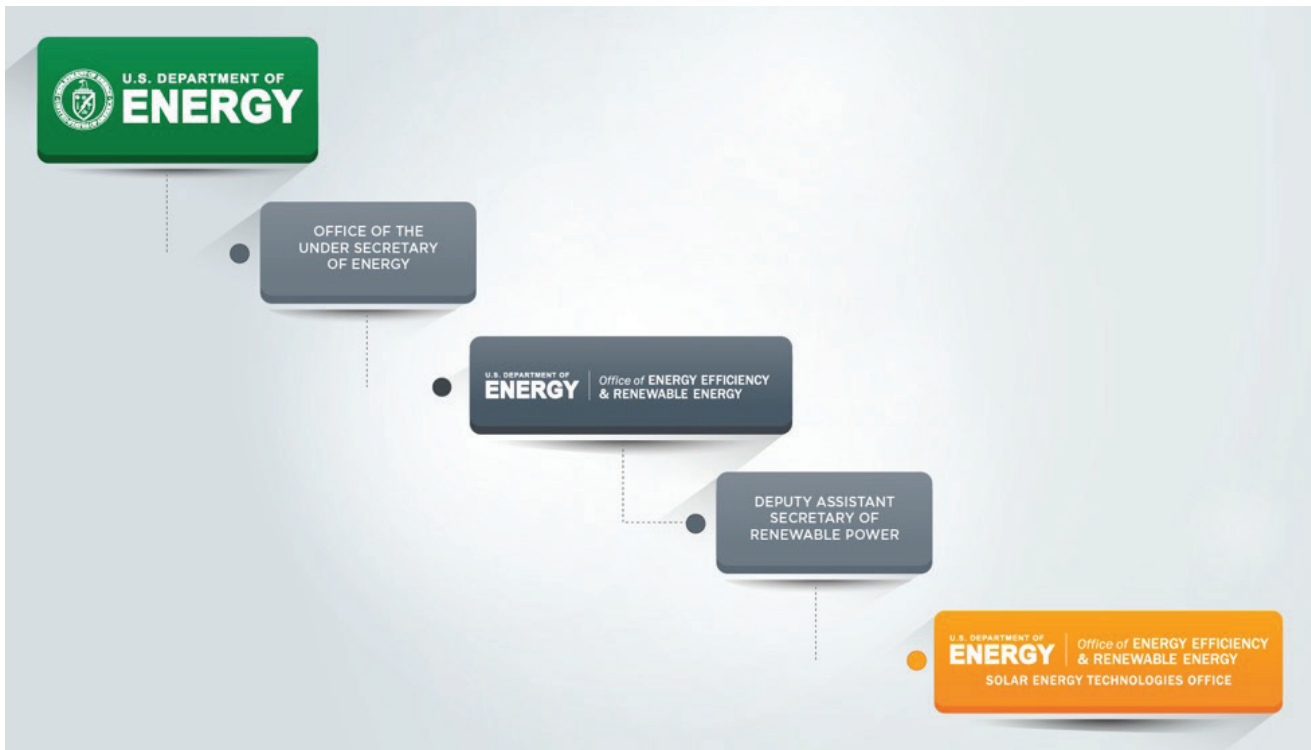 U.S. DEPARTMENT OF
ENERGY
OFFICE OF THE
UNDER SECRETARY
OF ENERGY
U.S. DEPARTMENT OF
ENERGY
Office of ENERGY EFFICIENCY
& RENEWABLE ENERGY
DEPUTY ASSISTANT
SECRETARY OF
RENEWABLE POWER
U.S. DEPARTMENT OF
ENERGY
Office of ENERGY EFFICIENCY
& RENEWABLE ENERGY
SOLAR ENERGY TECHNOLOGIES OFFICE